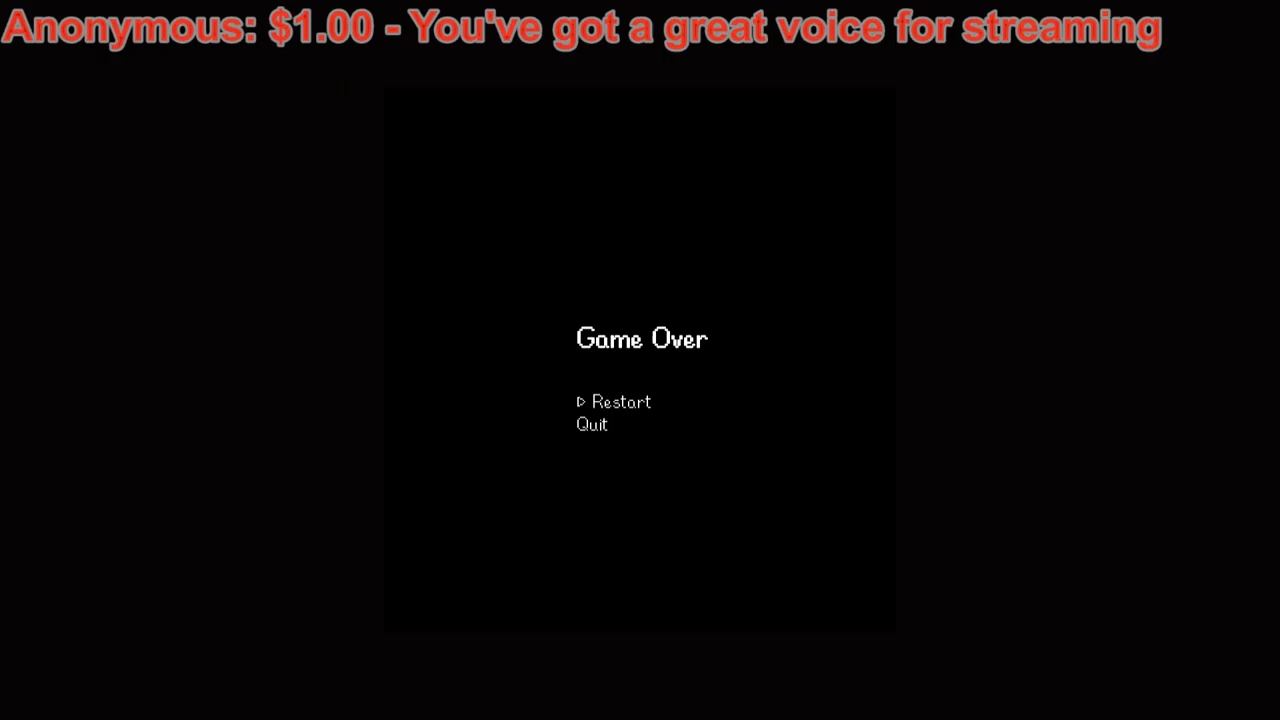 Anonymous: $1.00 - You've got a great voice for streaming
Game Over
Restart
Quit